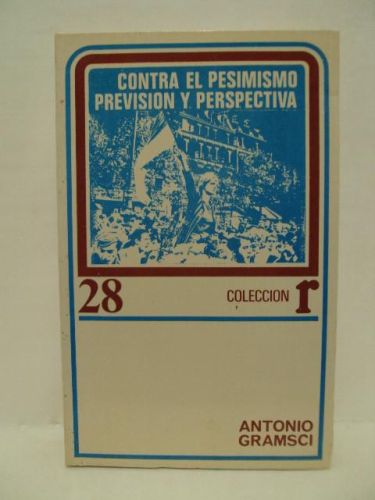 CONTRA EL PESIMISMO
PREVISION Y PERSPECTIVA
28
COLECCION r
ANTONIO
GRAMSCI